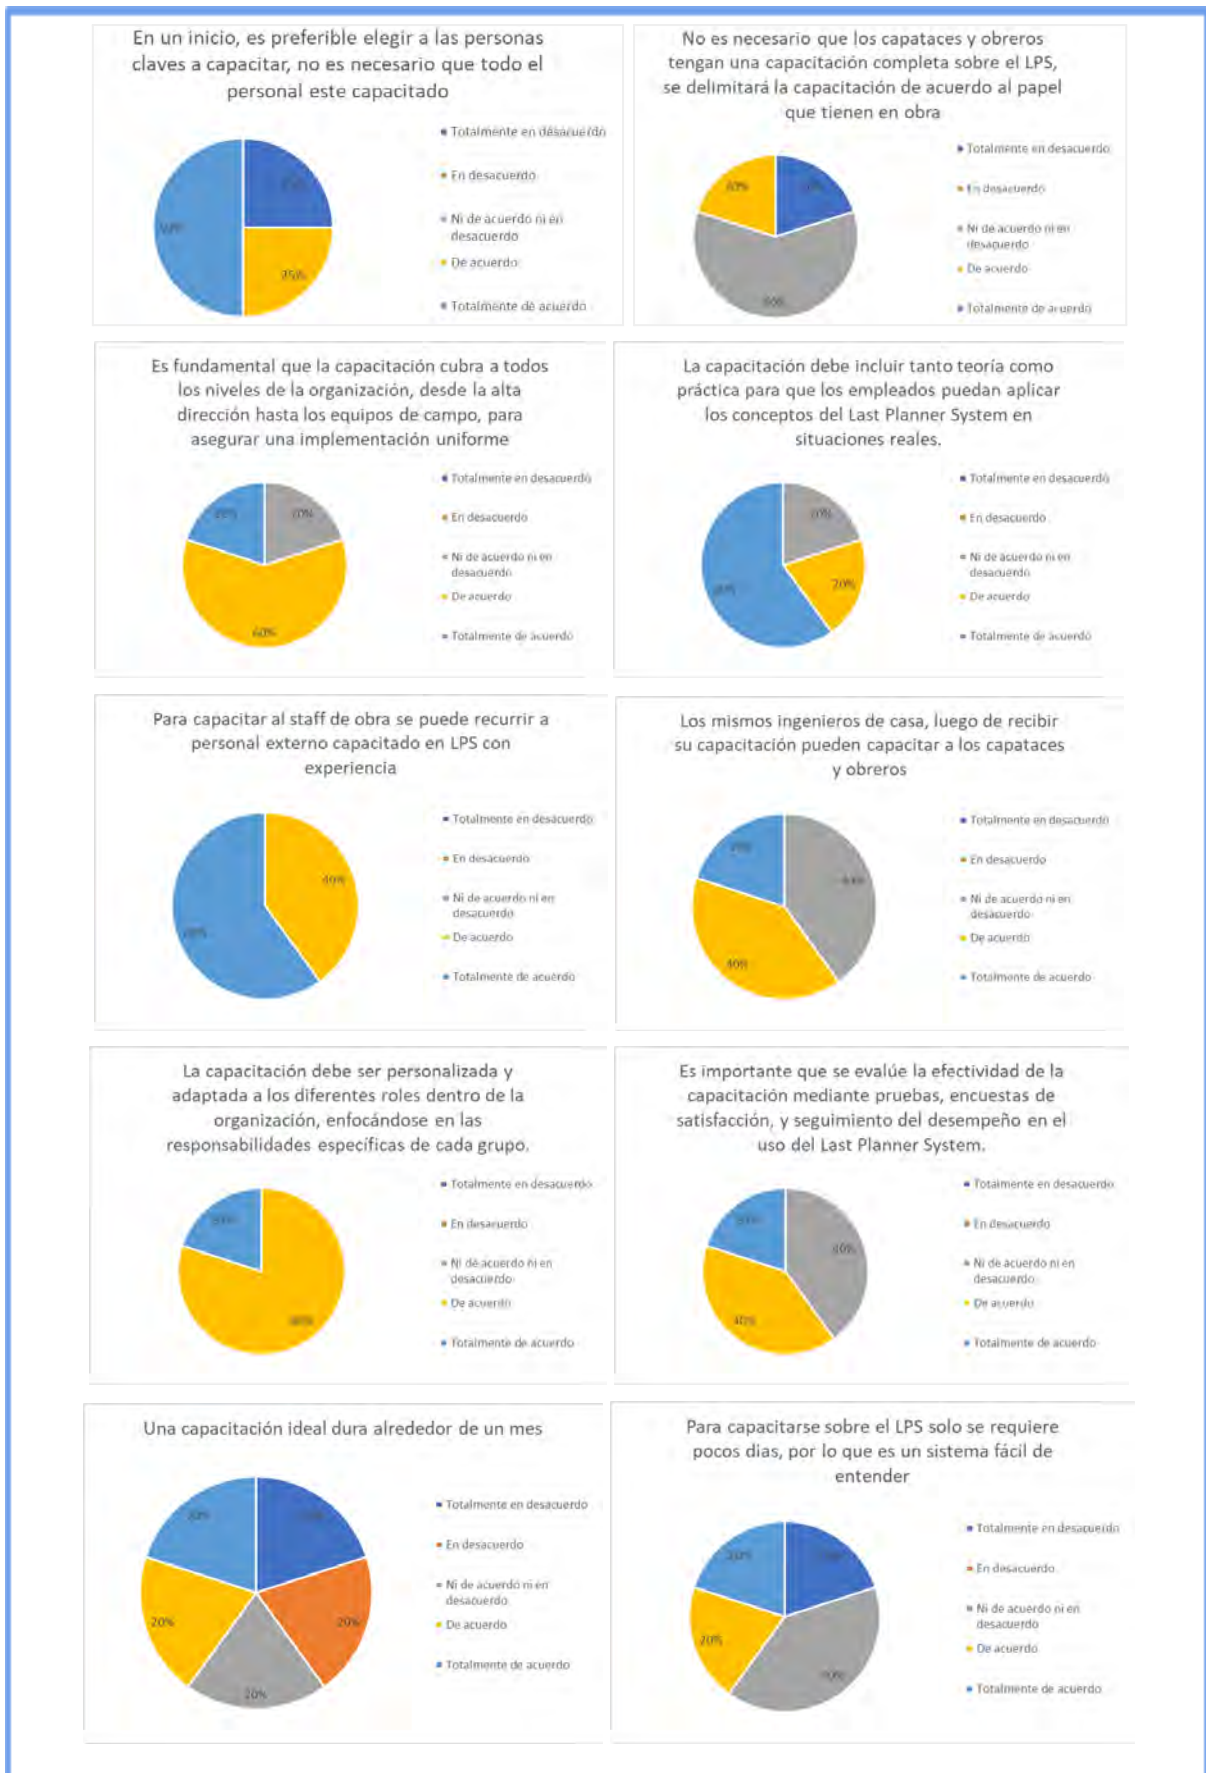 En un inicio, es preferible elegir a las personas
claves a capacitar, no es necesario que todo el
personal este capacitado
Totalmente en desacuerdo
En desacuerdo
Ni de acuerdo ni en
desacuerdo
De acuerdo
Totalmente de acuerdo
25%
50%
No es necesario que los capataces y obreros
tengan una capacitación completa sobre el LPS,
se delimitará la capacitación de acuerdo al papel
que tienen en obra
Totalmente en desacuerdo
En desacuerdo
Ni de acuerdo ni en
desacuerdo
De acuerdo
Totalmente de acuerdo
60%
Es fundamental que la capacitación cubra a todos
los niveles de la organización, desde la alta
dirección hasta los equipos de campo, para
asegurar una implementación uniforme
Totalmente en desacuerdo
En desacuerdo
Ni de acuerdo ni en
desacuerdo
De acuerdo
Totalmente de acuerdo
20%
20%
60%
La capacitación debe incluir tanto teoría como
práctica para que los empleados puedan aplicar
los conceptos del Last Planner System en
situaciones reales.
Totalmente en desacuerdo
En desacuerdo
Ni de acuerdo ni en
desacuerdo
De acuerdo
Totalmente de acuerdo
20%
20%
60%
Para capacitar al staff de obra se puede recurrir a
personal externo capacitado en LPS con
experiencia
Totalmente en desacuerdo
En desacuerdo
Ni de acuerdo ni en
desacuerdo
De acuerdo
Totalmente de acuerdo
40%
60%
Los mismos ingenieros de casa, luego de recibir
su capacitación pueden capacitar a los capataces
y obreros
Totalmente en desacuerdo
En desacuerdo
Ni de acuerdo ni en
desacuerdo
De acuerdo
Totalmente de acuerdo
20%
40%
40%
La capacitación debe ser personalizada y
adaptada a los diferentes roles dentro de la
organización, enfocándose en las
responsabilidades específicas de cada grupo.
Totalmente en desacuerdo
En desacuerdo
Ni de acuerdo ni en
desacuerdo
De acuerdo
Totalmente de acuerdo
20%
80%
Es importante que se evalúe la efectividad de la
capacitación mediante pruebas, encuestas de
satisfacción, y seguimiento del desempeño en el
uso del Last Planner System.
Totalmente en desacuerdo
En desacuerdo
Ni de acuerdo ni en
desacuerdo
De acuerdo
Totalmente de acuerdo
20%
40%
40%
Una capacitación ideal dura alrededor de un mes
Totalmente en desacuerdo
En desacuerdo
Ni de acuerdo ni en
desacuerdo
De acuerdo
Totalmente de acuerdo
20%
20%
20%
20%
20%
Para capacitarse sobre el LPS solo se requiere
pocos dias, por lo que es un sistema fácil de
entender
Totalmente en desacuerdo
En desacuerdo
Ni de acuerdo ni en
desacuerdo
De acuerdo
Totalmente de acuerdo
20%
20%
20%
40%